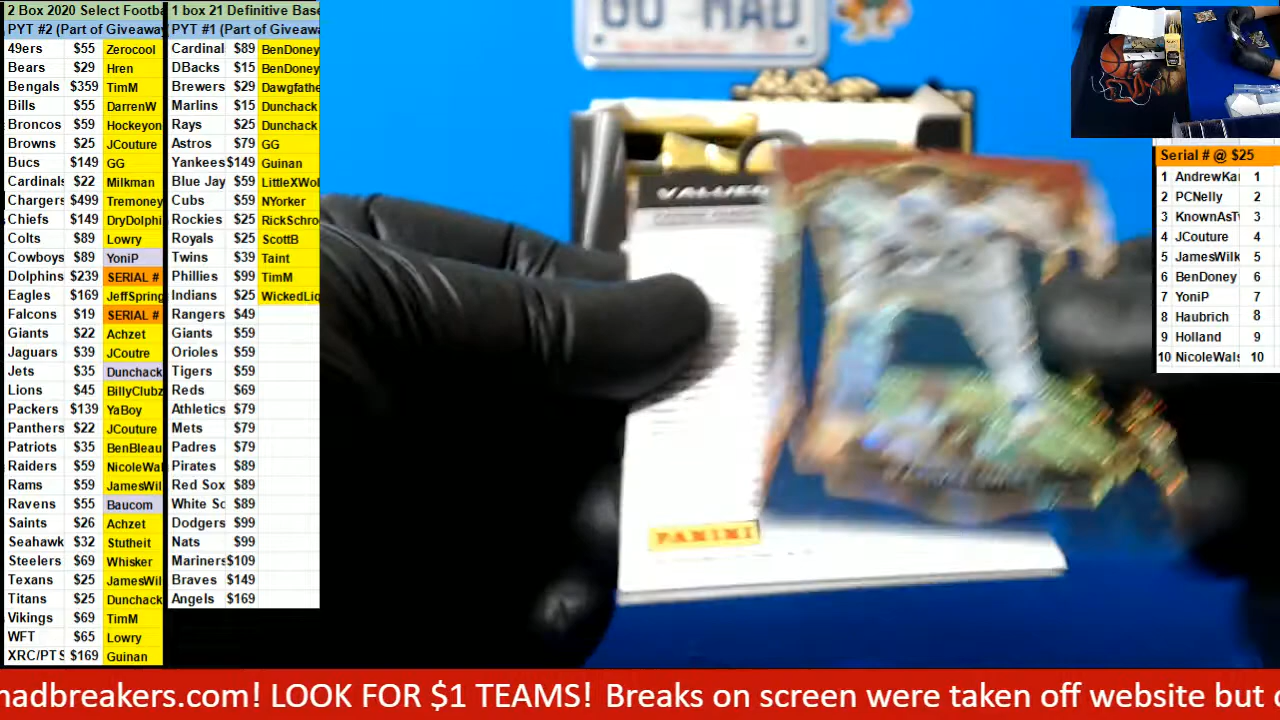 2 Box 2020 Select Footba
PYT #2 (Part of Giveaway
49ers $55 Zerocool
Bears $29 Hren
Bengals $359 TimM
Bills $55 DarrenW
Broncos $59 Hockeyon
Browns $25 JCouture
Bucs $149 GG
Cardinals $22 Milkman
Chargers $499 Tremoney
Chiefs $149 DryDolphi
Colts $89 Lowry
Cowboys $89 YoniP
Dolphins $239 SERIAL #
Eagles $169 JeffSpring
Falcons $19 SERIAL #
Giants $22 Achzet
Jaguars $39 JCoutre
Jets $35 Dunchack
Lions $45 BillyClubz
Packers $139 YaBoy
Panthers $22 JCouture
Patriots $35 BenBleau
Raiders $59 NicoleWal
Rams $59 JamesWil
Ravens $55 Baucom
Saints $26 Achzet
Seahawk $32 Stutheit
Steelers $69 Whisker
Texans $25 JamesWil
Titans $25 Dunchack
Vikings $69 TimM
WFT $65 Lowry
XRC/PTS $169 Guinan
1 box 21 Definitive Base
PYT #1 (Part of Giveawa
Cardinal $89 BenDoney
DBacks $15 BenDoney
Brewers $29 Dawgfathe
Marlins $15 Dunchack
Rays $25 Dunchack
Astros $79 GG
Yankees $149 Guinan
Blue Jay $59 LittleXWol
Cubs $59 NYorker
Rockies $25 RickSchro
Royals $25 ScottB
Twins $39 Taint
Phillies $99 TimM
Indians $25 WickedLiq
Rangers $49
Giants $59
Orioles $59
Tigers $59
Reds $69
Athletics $79
Mets $79
Padres $79
Pirates $89
Red Sox $89
White Sc $89
Dodgers $99
Nats $99
Mariners $109
Braves $149
Angels $169
GO MAD
VALUED
PANINI
Serial # @ $25
1 AndrewKar 1
2 PCNelly 2
3 KnownAsTv 3
4 JCouture 4
5 JamesWilk 5
6 BenDoney 6
7 YoniP 7
8 Haubrich 8
9 Holland 9
10 NicoleWals 10
madbreakers.com! LOOK FOR $1 TEAMS! Breaks on screen were taken off website but